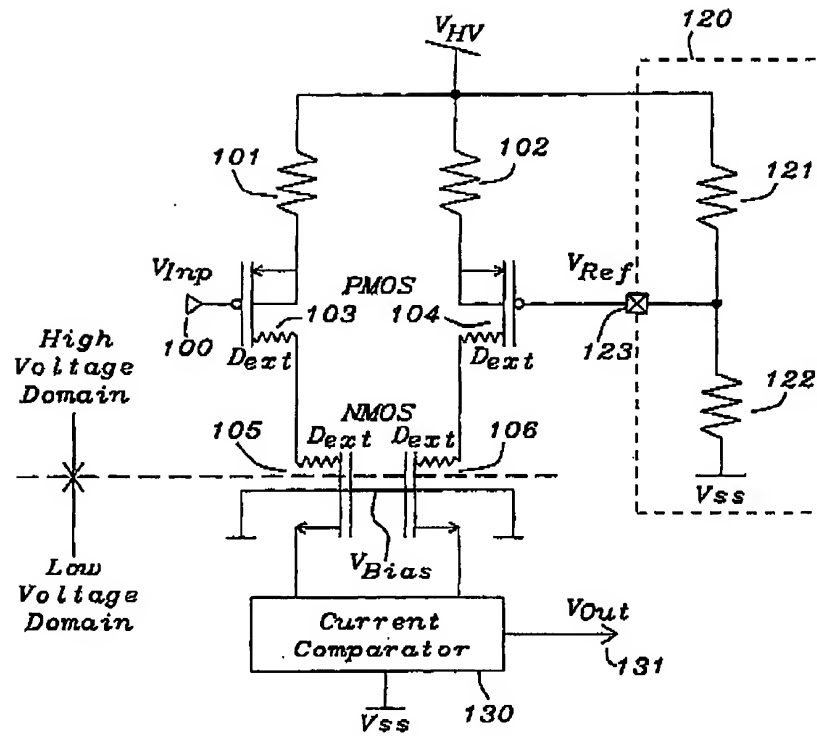 120
V_HV
101
102
121
V_Inp
PMOS
V_Ref
103
104
100
D_ext
D_ext
123
122
High
Voltage
Domain
NMOS
105
D_ext
D_ext
106
Vss
V_Bias
Low
Voltage
Domain
Current
Comparator
V_Out
131
130
Vss